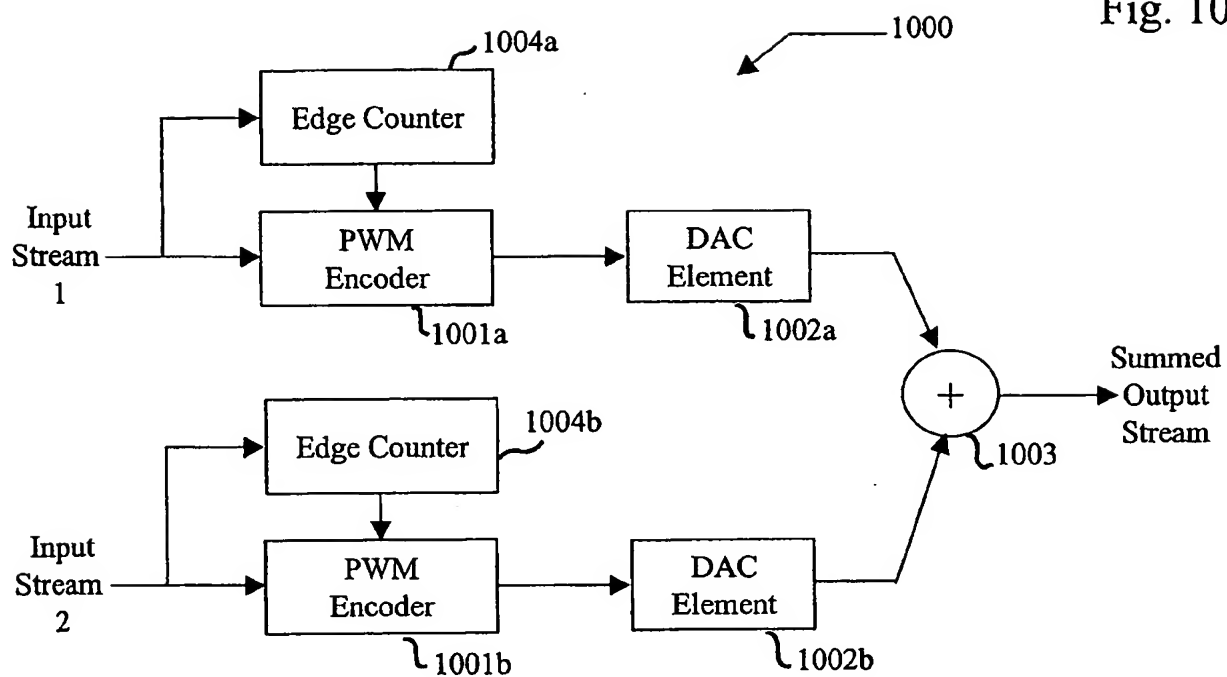 Fig. 10
1000
1004a
Edge Counter
Input
Stream
1
PWM
Encoder
1001a
DAC
Element
1002a
Summed
Output
Stream
+
1003
1004b
Edge Counter
Input
Stream
2
PWM
Encoder
1001b
DAC
Element
1002b